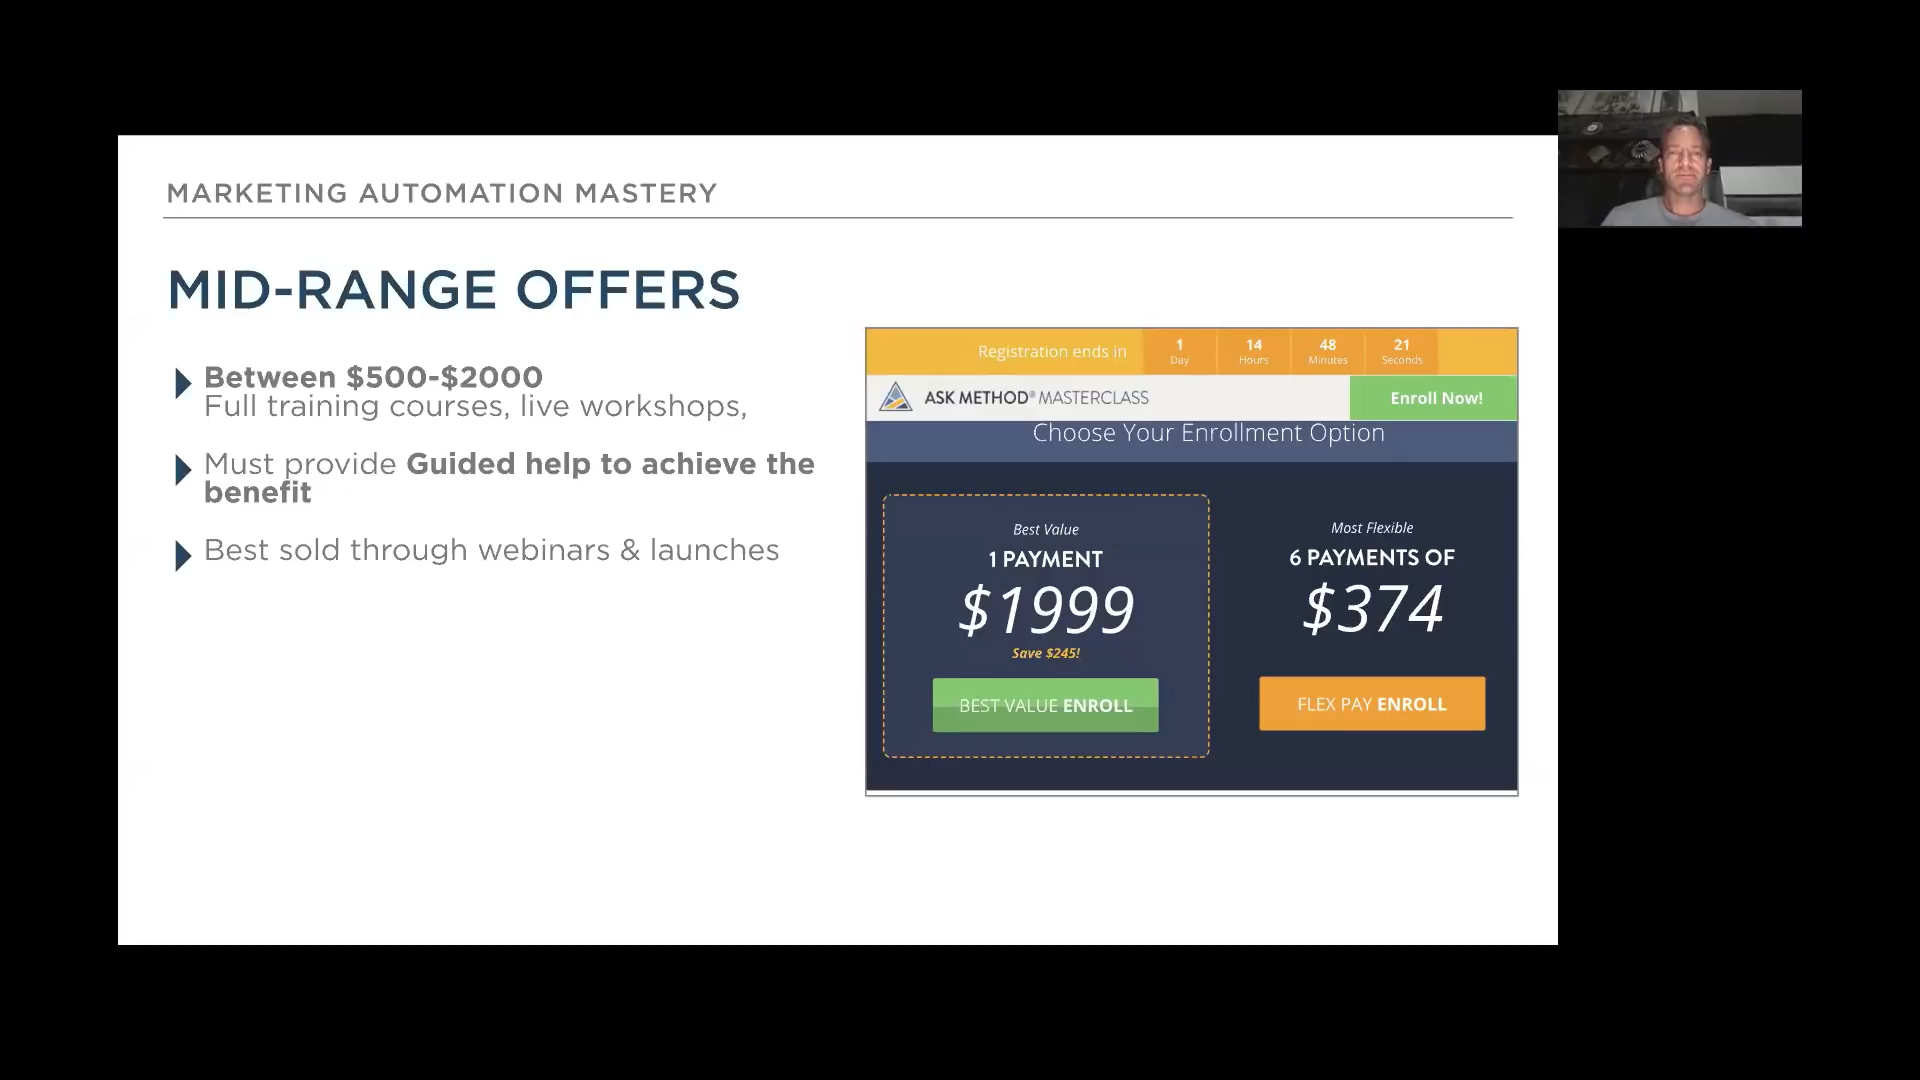 MARKETING AUTOMATION MASTERY
MID-RANGE OFFERS
Between $500-$2000
Full training courses, live workshops,
Must provide Guided help to achieve the
benefit
Best sold through webinars & launches
Registration ends in
1 14 48 21
Day Hours Minutes Seconds
ASK METHOD® MASTERCLASS
Enroll Now!
Choose Your Enrollment Option
Best Value
1 PAYMENT
$1999
Save $245!
BEST VALUE ENROLL
Most Flexible
6 PAYMENTS OF
$374
FLEX PAY ENROLL